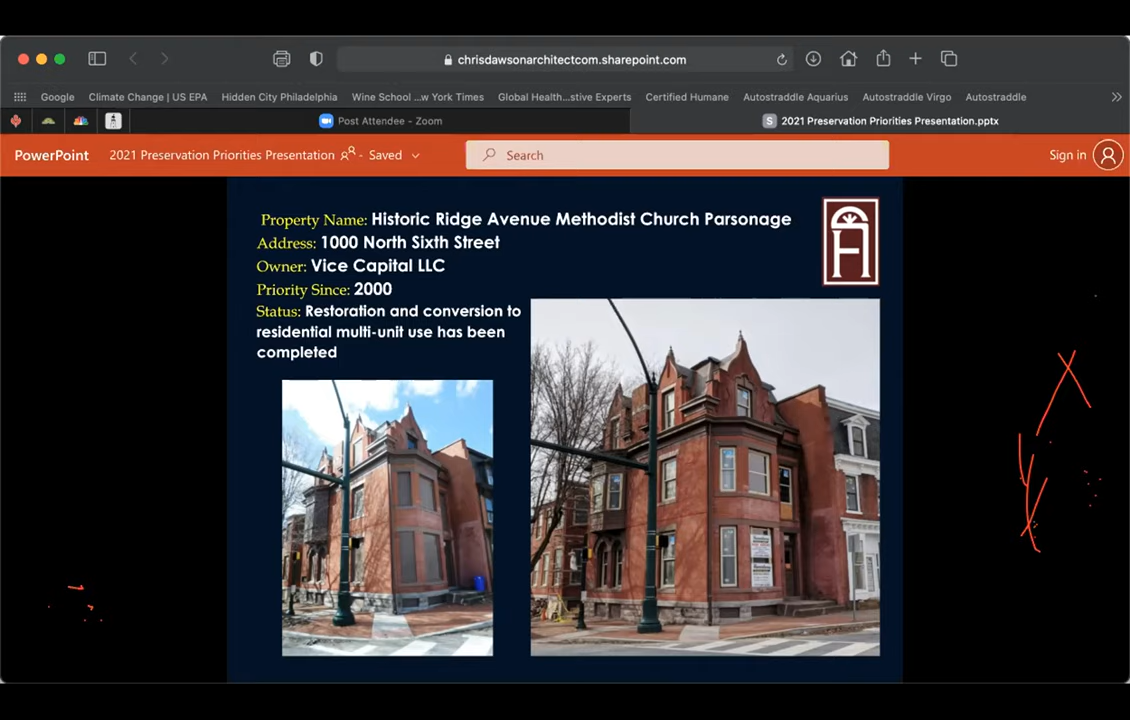 chrisdawsonarchitectcom.sharepoint.com
Google Climate Change | US EPA Hidden City Philadelphia Wine School ...w York Times Global Health...stive Experts Certified Humane Autostraddle Aquarius Autostraddle Virgo Autostraddle
Post Attendee - Zoom S 2021 Preservation Priorities Presentation.pptx
PowerPoint 2021 Preservation Priorities Presentation - Saved Search Sign in
Property Name: Historic Ridge Avenue Methodist Church Parsonage
Address: 1000 North Sixth Street
Owner: Vice Capital LLC
Priority Since: 2000
Status: Restoration and conversion to
residential multi-unit use has been
completed